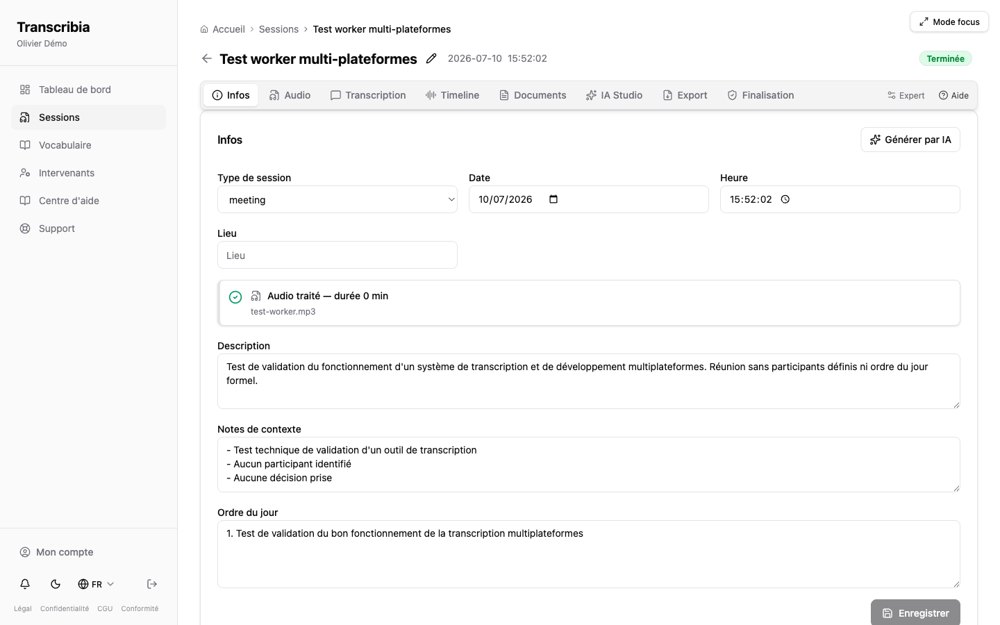 Transcribia
Olivier Démo
Tableau de bord
Sessions
Vocabulaire
Intervenants
Centre d'aide
Support
Mon compte
FR
Légal Confidentialité CGU Conformité
Accueil Sessions Test worker multi-plateformes
Mode focus
Test worker multi-plateformes 2026-07-10 15:52:02
Terminée
Infos Audio Transcription Timeline Documents IA Studio Export Finalisation Expert Aide
Infos
Générer par IA
Type de session Date Heure
meeting 10/07/2026 15:52:02
Lieu
Lieu
Audio traité — durée 0 min
test-worker.mp3
Description
Test de validation du fonctionnement d'un système de transcription et de développement multiplateformes. Réunion sans participants définis ni ordre du jour
formel.
Notes de contexte
- Test technique de validation d'un outil de transcription
- Aucun participant identifié
- Aucune décision prise
Ordre du jour
1. Test de validation du bon fonctionnement de la transcription multiplateformes
Enregistrer